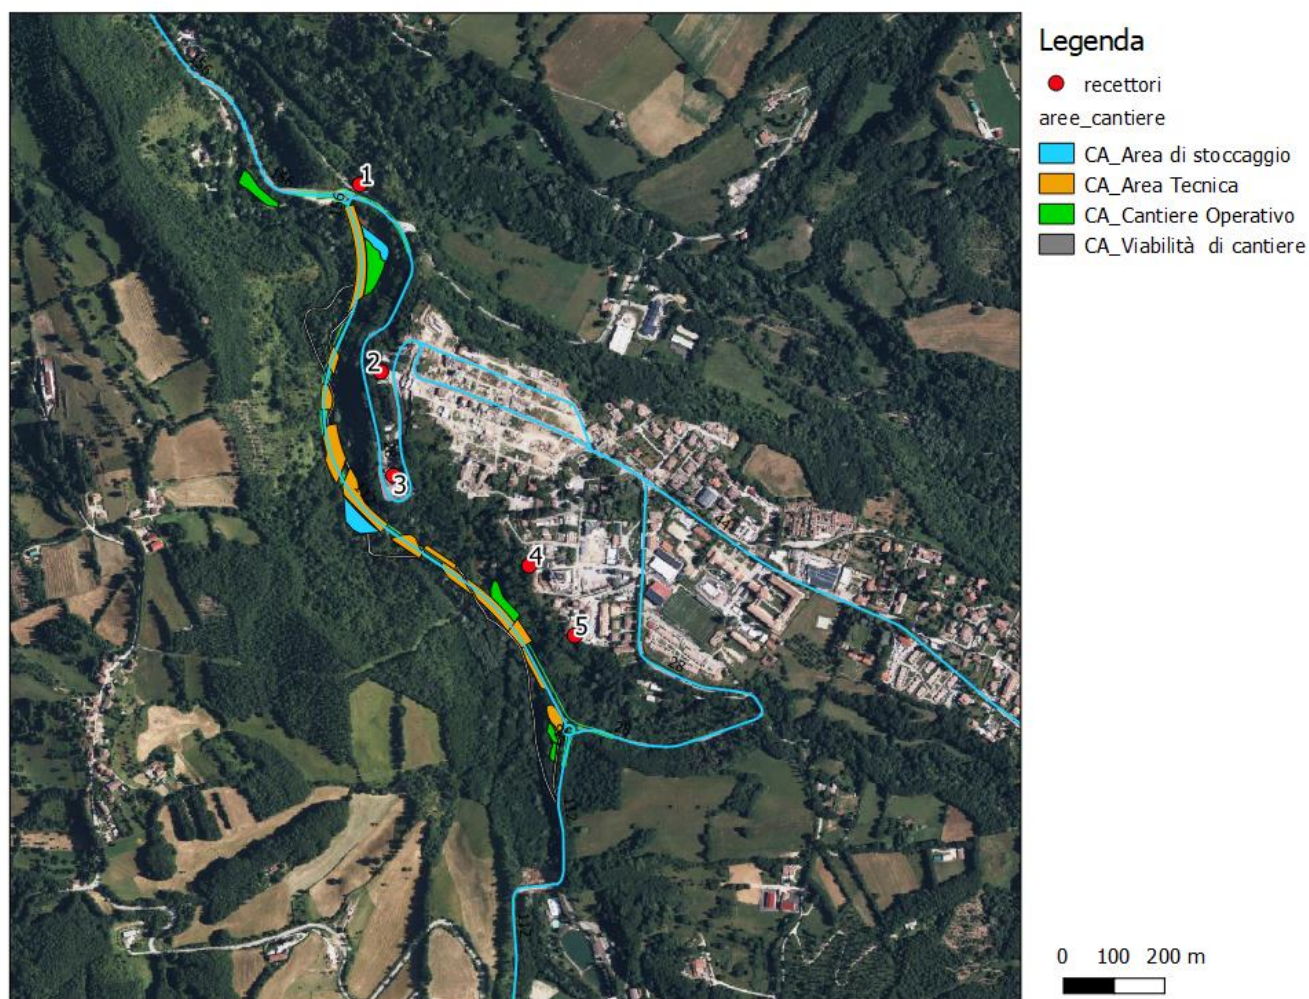 Legenda
recettori
aree_cantiere
CA_Area di stoccaggio
CA_Area Tecnica
CA_Cantiere Operativo
CA_Viabilità di cantiere
1
2
3
4
5
28
0 100 200 m